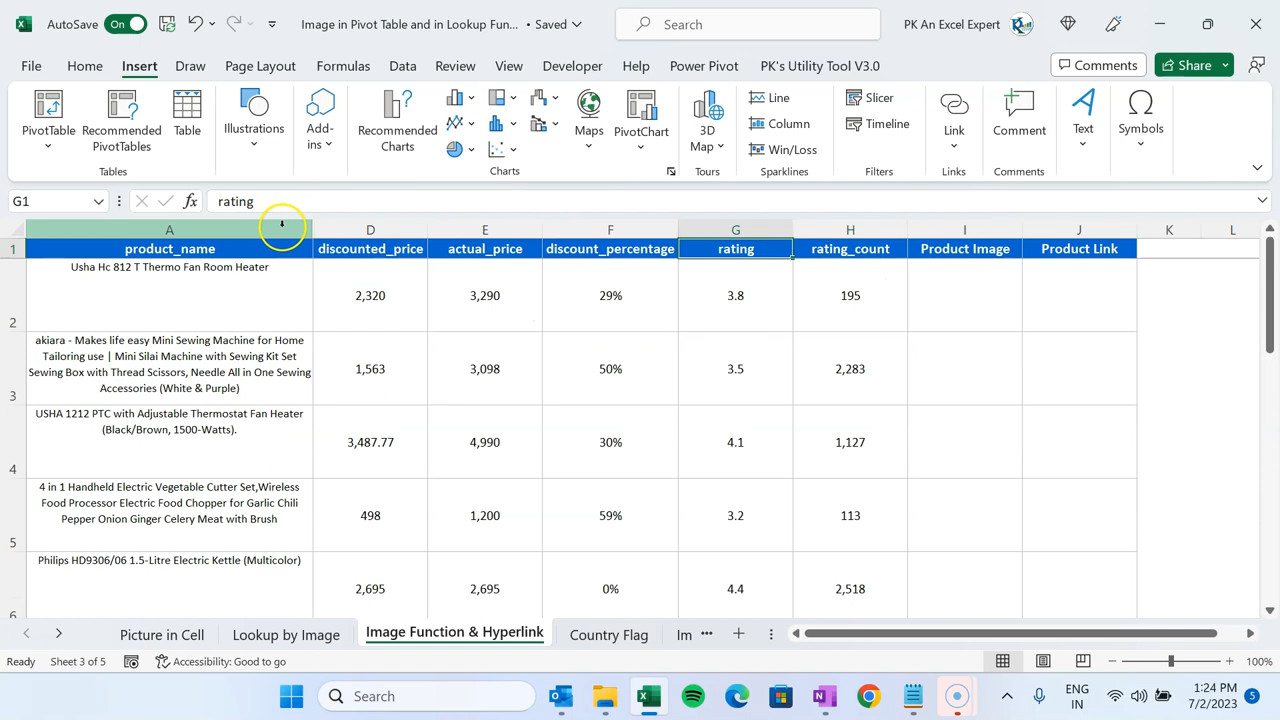 AutoSave On Image in Pivot Table and in Lookup Fun... • Saved Search PK An Excel Expert
File Home Insert Draw Page Layout Formulas Data Review View Developer Help Power Pivot PK's Utility Tool V3.0 Comments Share
PivotTable
Recommended
PivotTables
Table
Tables
Illustrations
Add-
ins
Recommended
Charts
Charts
Maps
PivotChart
3D
Map
Tours
Line
Column
Win/Loss
Sparklines
Slicer
Timeline
Filters
Link
Links
Comment
Comments
Text
Symbols
G1 fx rating
A D E F G H I J K L
1 product_name discounted_price actual_price discount_percentage rating rating_count Product Image Product Link
Usha Hc 812 T Thermo Fan Room Heater
2,320 3,290 29% 3.8 195
2
akiara - Makes life easy Mini Sewing Machine for Home
Tailoring use | Mini Silai Machine with Sewing Kit Set
Sewing Box with Thread Scissors, Needle All in One Sewing
Accessories (White & Purple)
1,563 3,098 50% 3.5 2,283
3
USHA 1212 PTC with Adjustable Thermostat Fan Heater
(Black/Brown, 1500-Watts).
3,487.77 4,990 30% 4.1 1,127
4
4 in 1 Handheld Electric Vegetable Cutter Set,Wireless
Food Processor Electric Food Chopper for Garlic Chili
Pepper Onion Ginger Celery Meat with Brush
498 1,200 59% 3.2 113
5
Philips HD9306/06 1.5-Litre Electric Kettle (Multicolor)
2,695 2,695 0% 4.4 2,518
6
Picture in Cell Lookup by Image Image Function & Hyperlink Country Flag Im
Ready Sheet 3 of 5 Accessibility: Good to go 100%
Search ENG
IN
1:24 PM
7/2/2023
5